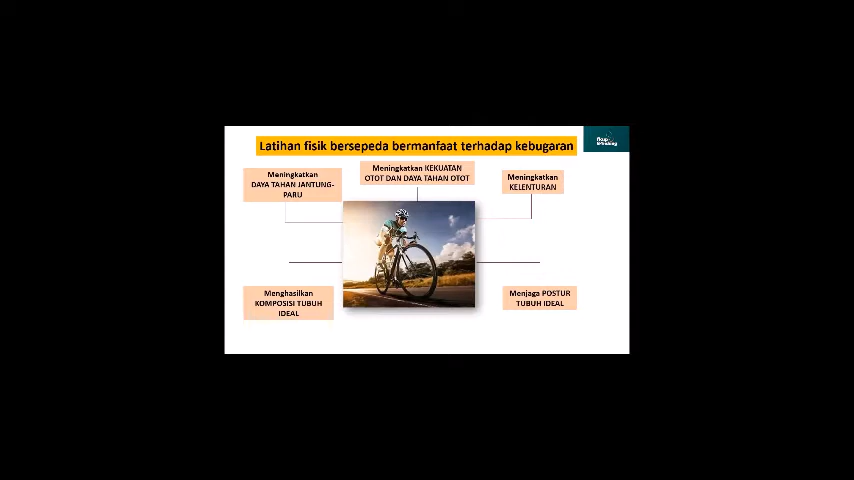 Latihan fisik bersepeda bermanfaat terhadap kebugaran
Meningkatkan
DAYA TAHAN JANTUNG-
PARU
Meningkatkan KEKUATAN
OTOT DAN DAYA TAHAN OTOT
Meningkatkan
KELENTURAN
Menghasilkan
KOMPOSISI TUBUH
IDEAL
Menjaga POSTUR
TUBUH IDEAL